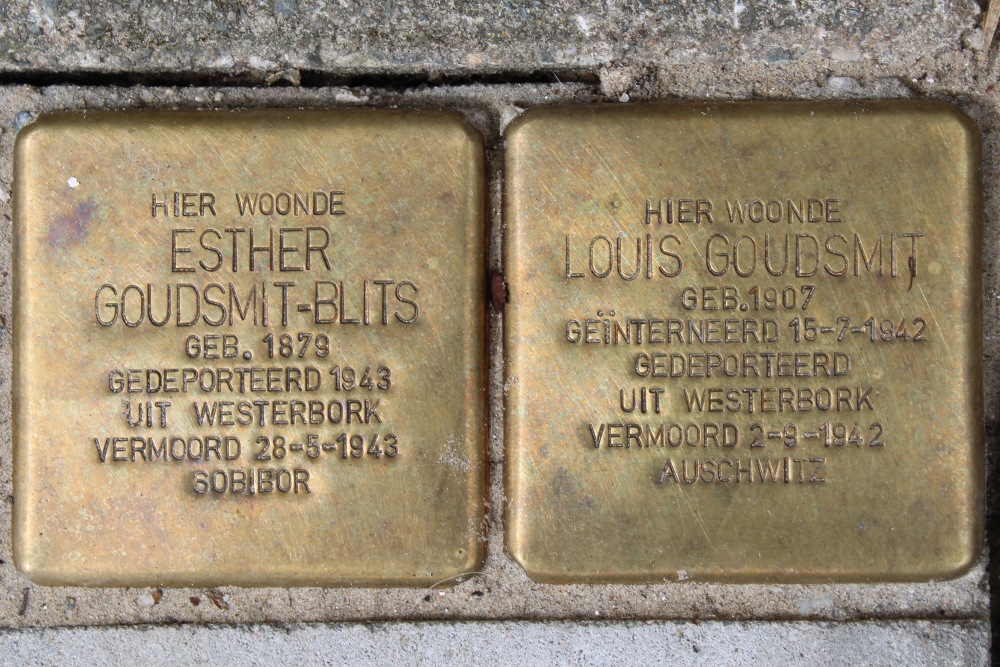 HIER WOONDE
ESTHER
GOUDSMIT-BLITS
GEB. 1879
GEDEPORTEERD 1943
UIT WESTERBORK
VERMOORD 28-5-1943
SOBIBOR
HIER WOONDE
LOUIS GOUDSMIT
GEB. 1907
GEÏNTERNEERD 15-7-1942
GEDEPORTEERD
UIT WESTERBORK
VERMOORD 2-9-1942
AUSCHWITZ